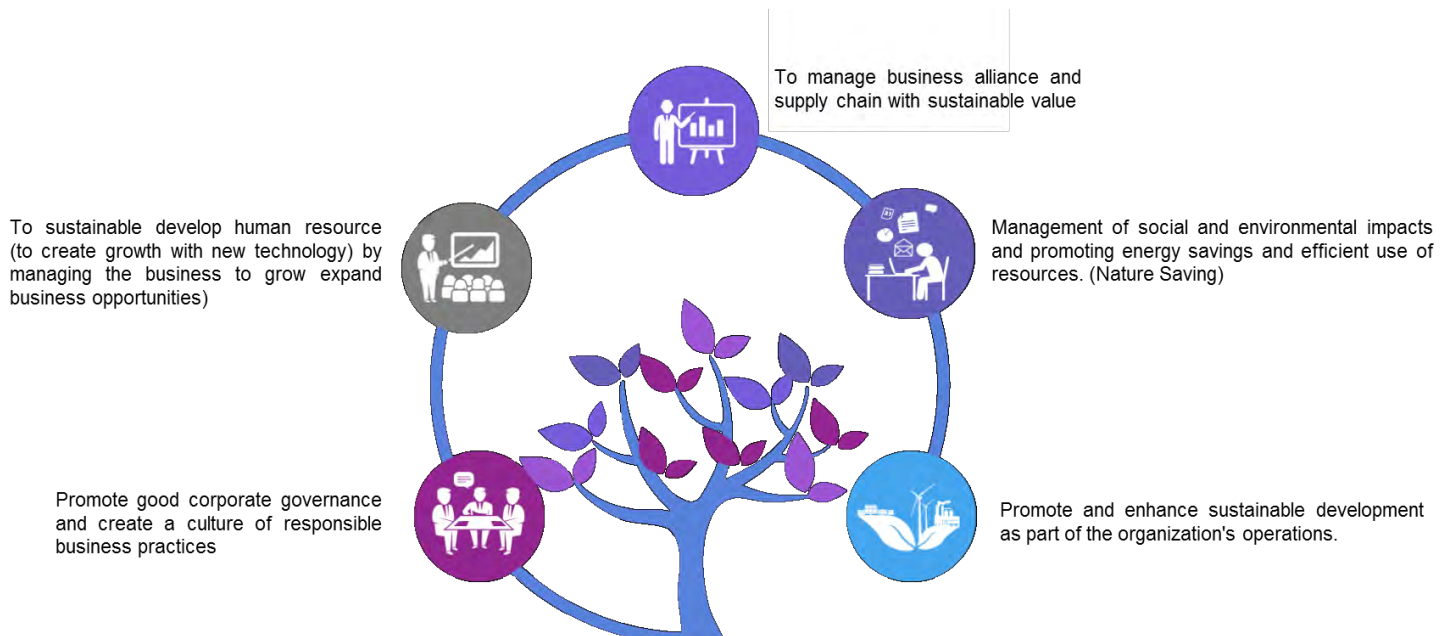 To manage business alliance and
supply chain with sustainable value
To sustainable develop human resource
(to create growth with new technology) by
managing the business to grow expand
business opportunities)
Management of social and environmental impacts
and promoting energy savings and efficient use of
resources. (Nature Saving)
Promote good corporate governance
and create a culture of responsible
business practices
Promote and enhance sustainable development
as part of the organization's operations.